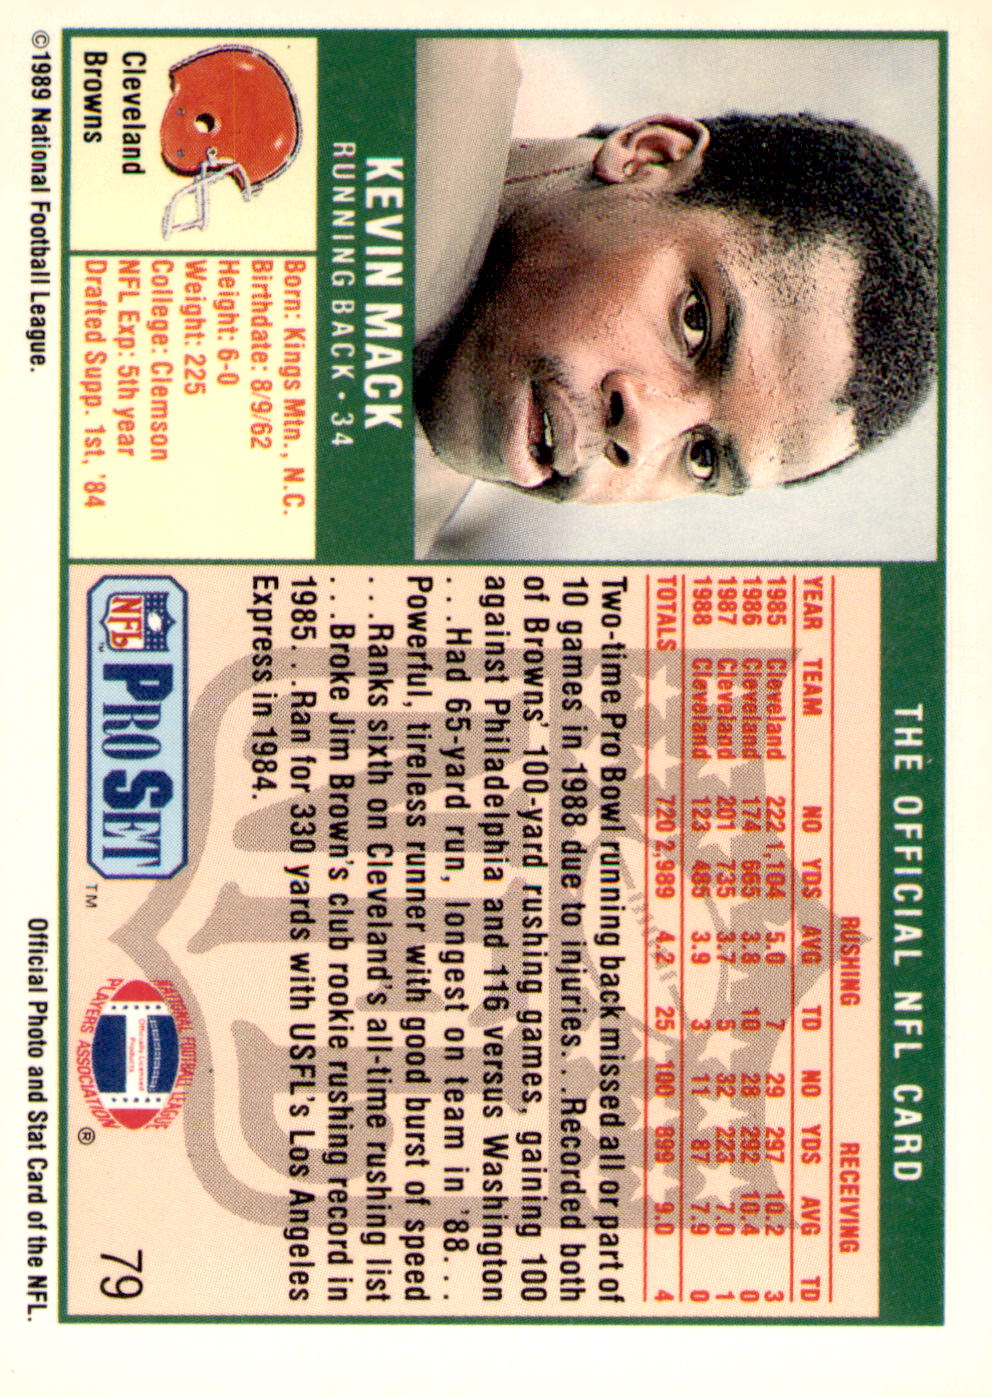 THE OFFICIAL NFL CARD
KEVIN MACK
RUNNING BACK • 34
Cleveland
Browns
Born: Kings Mtn., N.C.
Birthdate: 8/9/62
Height: 6-0
Weight: 225
College: Clemson
NFL Exp: 5th year
Drafted Supp. 1st, '84
RUSHING RECEIVING
YEAR TEAM NO YDS AVG TD NO YDS AVG TD
1985 Cleveland 222 1,104 5.0 7 29 297 10.2 3
1986 Cleveland 174 665 3.8 10 28 292 10.4 0
1987 Cleveland 201 735 3.7 5 32 223 7.0 1
1988 Cleveland 123 485 3.9 3 11 87 7.9 0
TOTALS 720 2,989 4.2 25 100 899 9.0 4
Two-time Pro Bowl running back missed all or part of
10 games in 1988 due to injuries. . .Recorded both
of Browns' 100-yard rushing games, gaining 100
against Philadelphia and 116 versus Washington
. . .Had 65-yard run, longest on team in '88. . .
Powerful, tireless runner with good burst of speed
. . .Ranks sixth on Cleveland's all-time rushing list
. . .Broke Jim Brown's club rookie rushing record in
1985. . .Ran for 330 yards with USFL's Los Angeles
Express in 1984.
NFL PRO SET ™
NATIONAL FOOTBALL LEAGUE
Officially Licensed
Products
PLAYERS ASSOCIATION ®
79
©1989 National Football League.
Official Photo and Stat Card of the NFL.